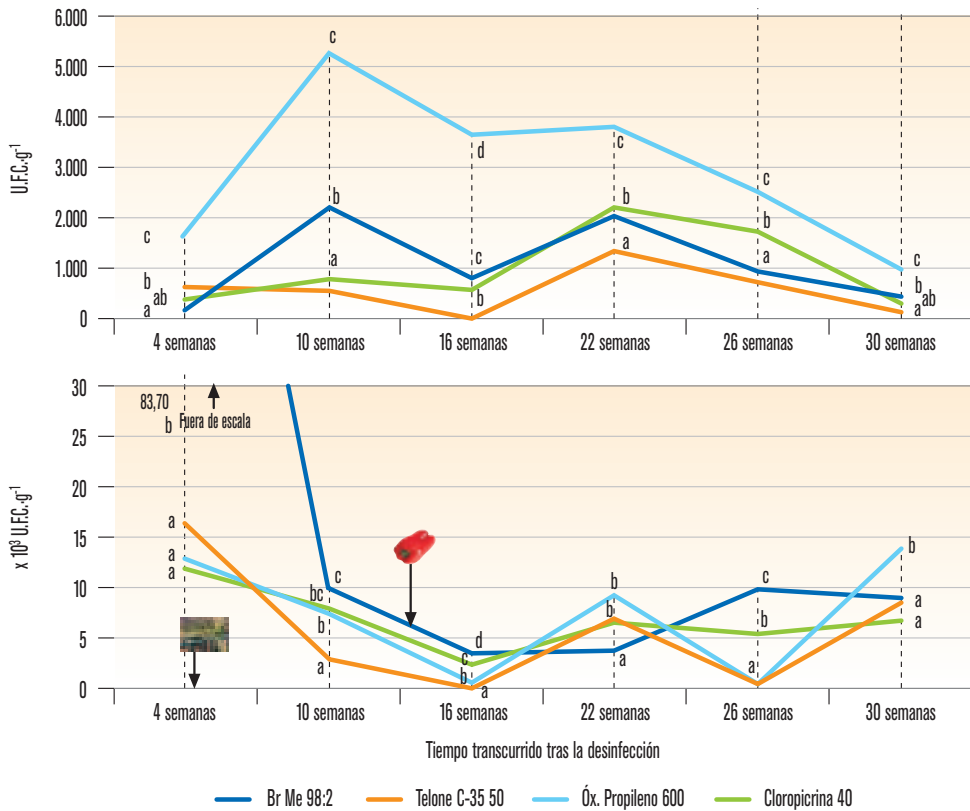 6.000
5.000
4.000
3.000
2.000
1.000
0
U.F.C.g⁻¹
c
b
ab
a
c
b
a
d
c
b
c
b
a
c
b
a
c
b
ab
a
4 semanas
10 semanas
16 semanas
22 semanas
26 semanas
30 semanas
30
25
20
15
10
5
0
x 10³ U.F.C.g⁻¹
83,70
b
Fuera de escala
a
a
a
c
bc
b
a
d
c
b
a
b
b
a
c
b
a
b
a
a
4 semanas
10 semanas
16 semanas
22 semanas
26 semanas
30 semanas
Tiempo transcurrido tras la desinfección
Br Me 98:2
Telone C-35 50
Óx. Propileno 600
Cloropicrina 40